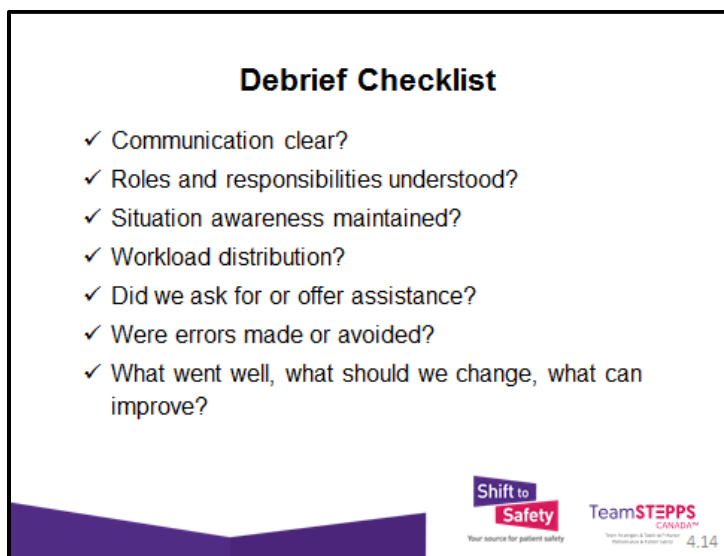 Debrief Checklist
✓ Communication clear?
✓ Roles and responsibilities understood?
✓ Situation awareness maintained?
✓ Workload distribution?
✓ Did we ask for or offer assistance?
✓ Were errors made or avoided?
✓ What went well, what should we change, what can
improve?
Shift to
Safety
Your source for patient safety
TeamSTEPPS
CANADA™
4.14